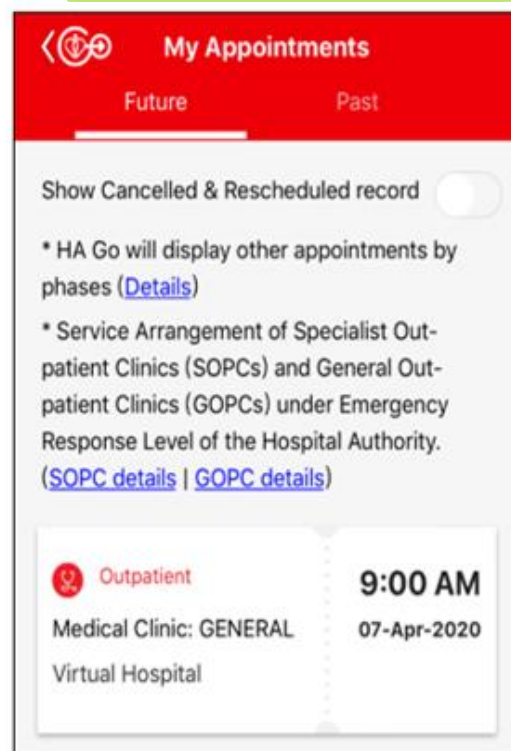 My Appointments
Future Past
Show Cancelled & Rescheduled record
* HA Go will display other appointments by
phases (Details)
* Service Arrangement of Specialist Out-
patient Clinics (SOPCs) and General Out-
patient Clinics (GOPCs) under Emergency
Response Level of the Hospital Authority.
(SOPC details | GOPC details)
Outpatient
9:00 AM
Medical Clinic: GENERAL
07-Apr-2020
Virtual Hospital